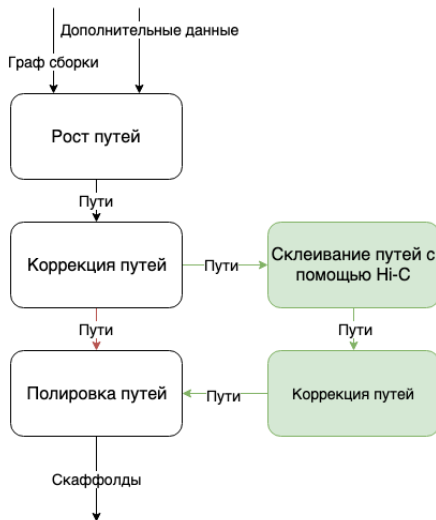 Дополнительные данные
Граф сборки
Рост путей
Пути
Коррекция путей
Пути
Склеивание путей с
помощью Hi-C
Пути
Пути
Полировка путей
Пути
Коррекция путей
Скаффолды